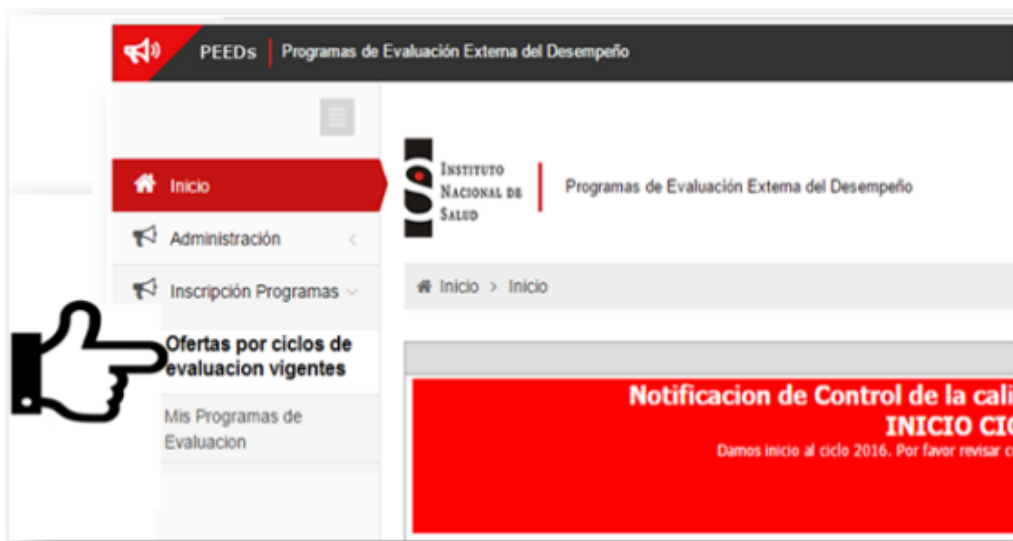 PEEDs Programas de Evaluación Externa del Desempeño
Inicio
Administración
Inscripción Programas
Ofertas por ciclos de
evaluacion vigentes
Mis Programas de
Evaluacion
INSTITUTO
NACIONAL DE
SALUD
Programas de Evaluación Externa del Desempeño
Inicio > Inicio
Notificacion de Control de la cali
INICIO CIC
Damos inicio al ciclo 2016. Por favor revisar c